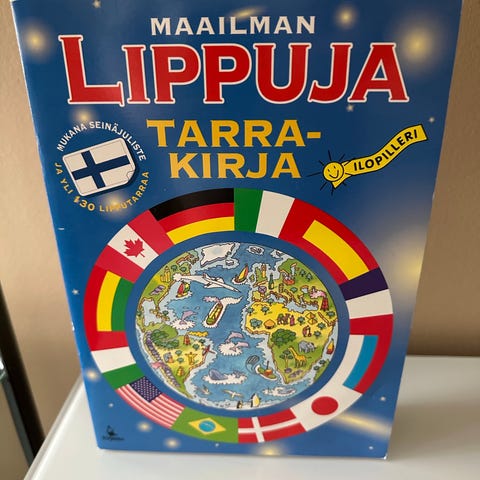 MAAILMAN
LIPPUJA
TARRA-
KIRJA
MUKANA SEINÄJULISTE
JA YLI 130 LIPPUTARRAA
ILOPILLERI